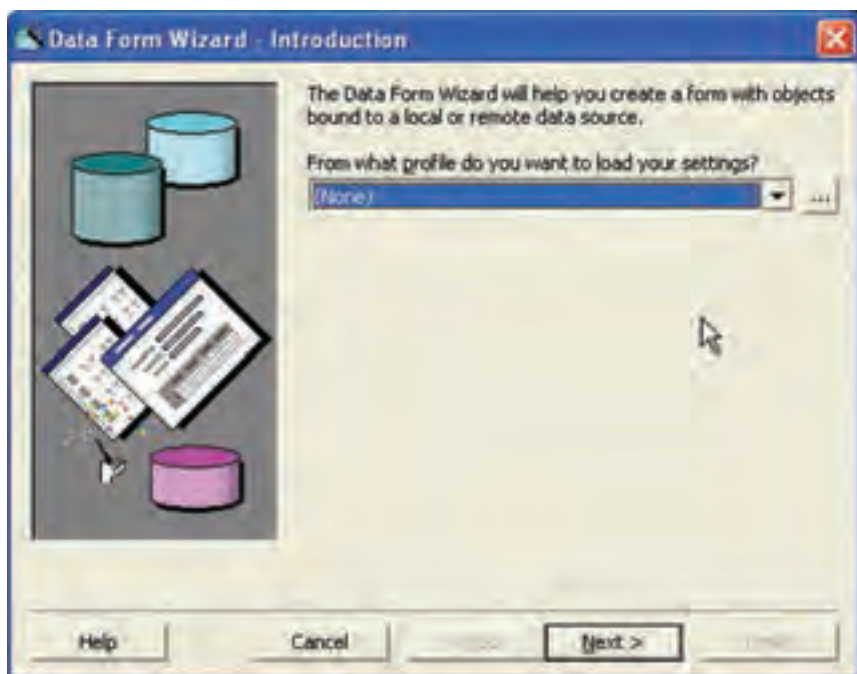 Data Form Wizard - Introduction
The Data Form Wizard will help you create a form with objects
bound to a local or remote data source.
From what profile do you want to load your settings?
(None)
...
Help
Cancel
Next >